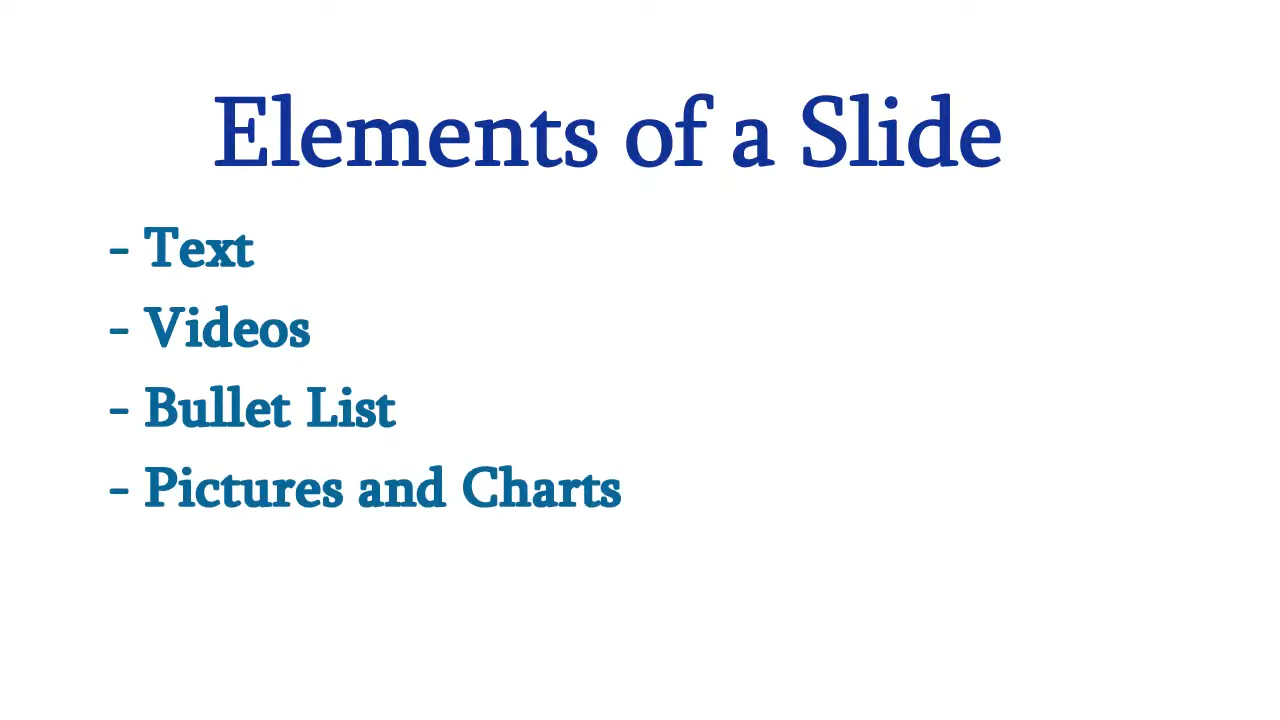 Elements of a Slide
- Text
- Videos
- Bullet List
- Pictures and Charts